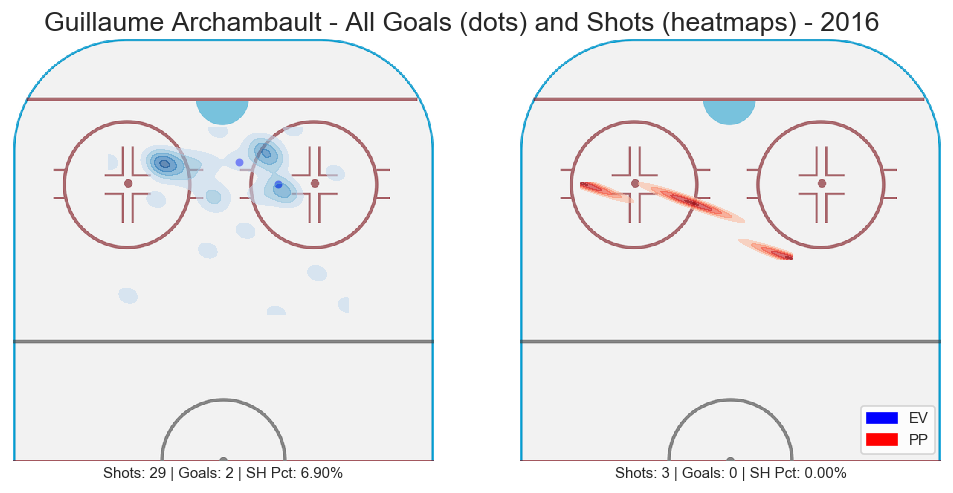 Guillaume Archambault - All Goals (dots) and Shots (heatmaps) - 2016
EV
PP
Shots: 29 | Goals: 2 | SH Pct: 6.90%
Shots: 3 | Goals: 0 | SH Pct: 0.00%